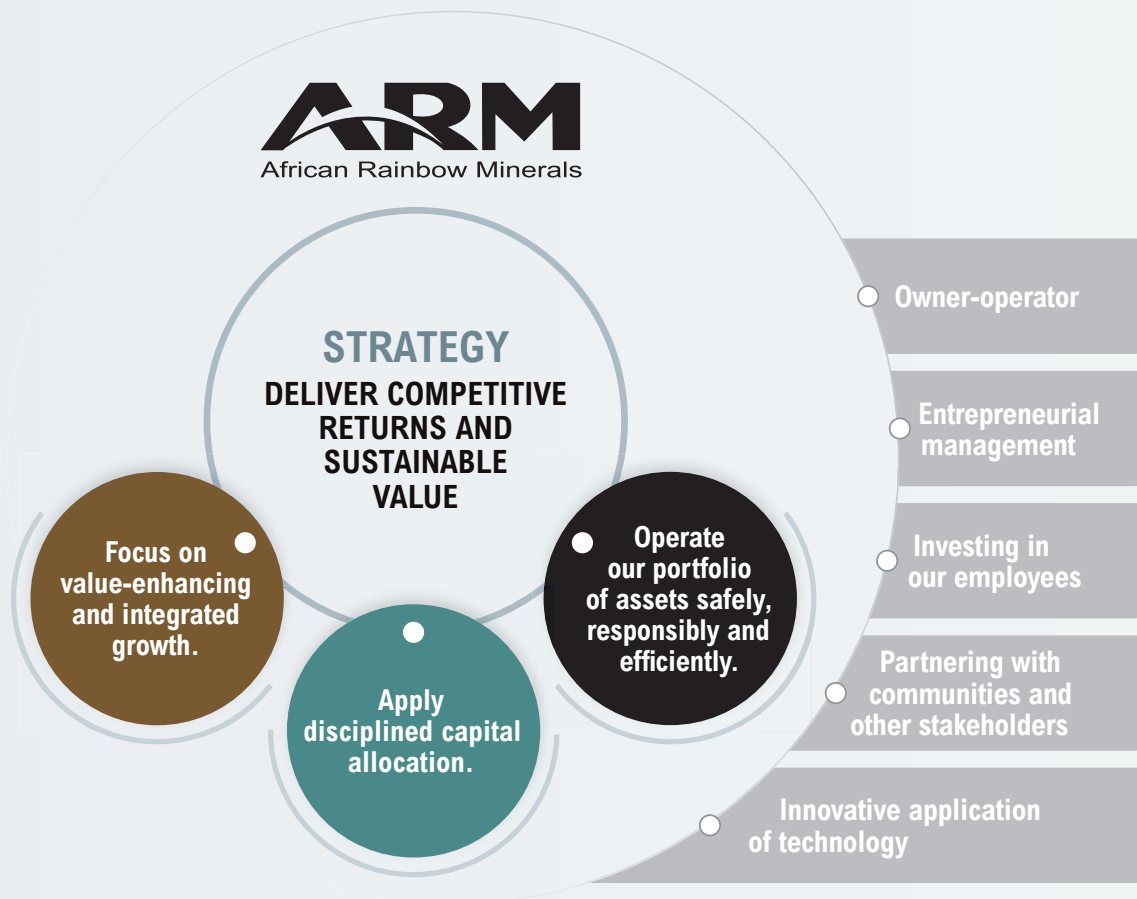 ARM
African Rainbow Minerals
STRATEGY
DELIVER COMPETITIVE
RETURNS AND
SUSTAINABLE
VALUE
Focus on
value-enhancing
and integrated
growth.
Apply
disciplined capital
allocation.
Operate
our portfolio
of assets safely,
responsibly and
efficiently.
Owner-operator
Entrepreneurial
management
Investing in
our employees
Partnering with
communities and
other stakeholders
Innovative application
of technology